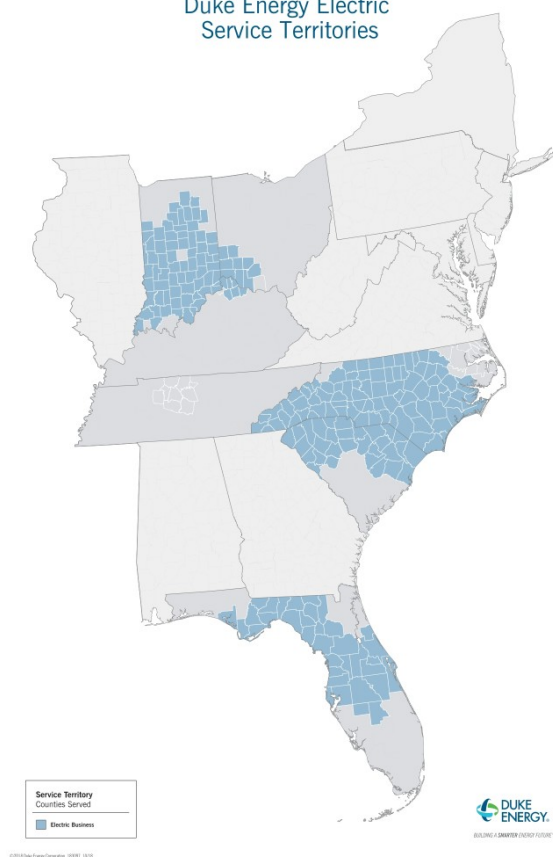 Duke Energy Electric
Service Territories
Service Territory
Counties Served
Electric Business
DUKE
ENERGY®
BUILDING A SMARTER ENERGY FUTURE